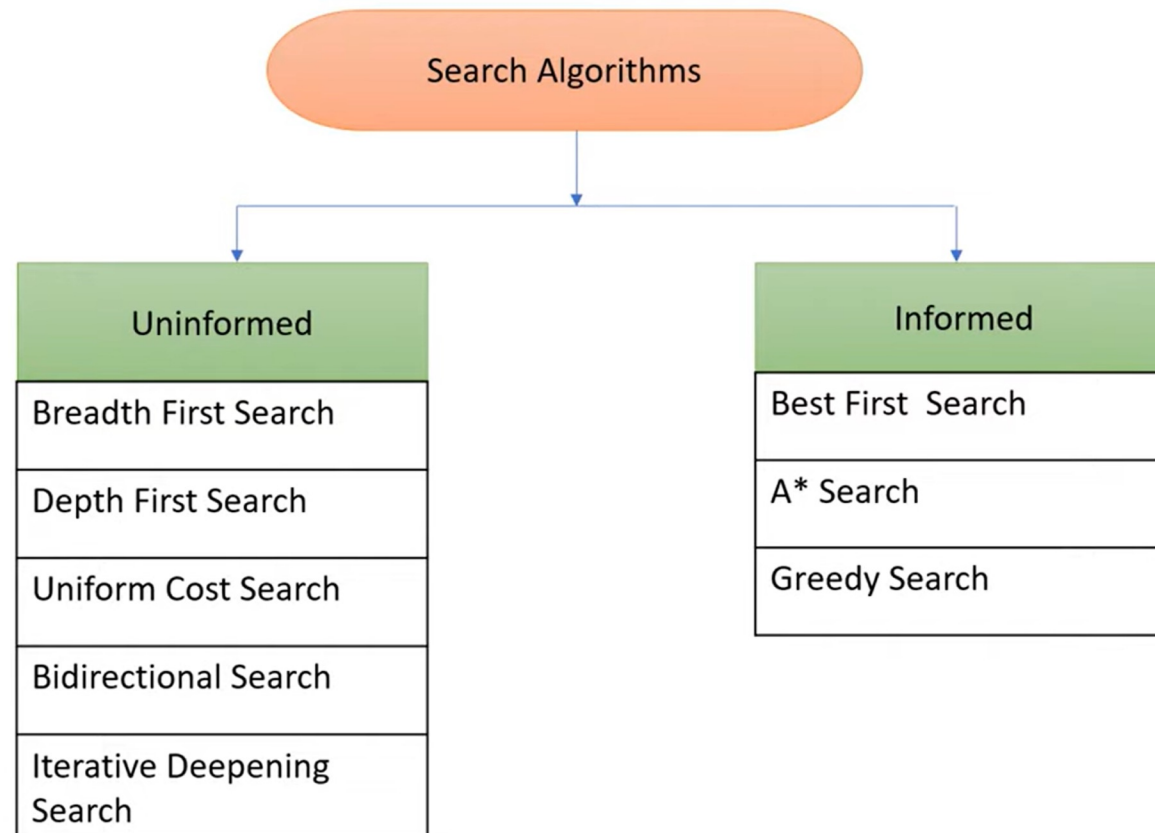 Search Algorithms
Uninformed
Breadth First Search
Depth First Search
Uniform Cost Search
Bidirectional Search
Iterative Deepening
Search
Informed
Best First  Search
A* Search
Greedy Search